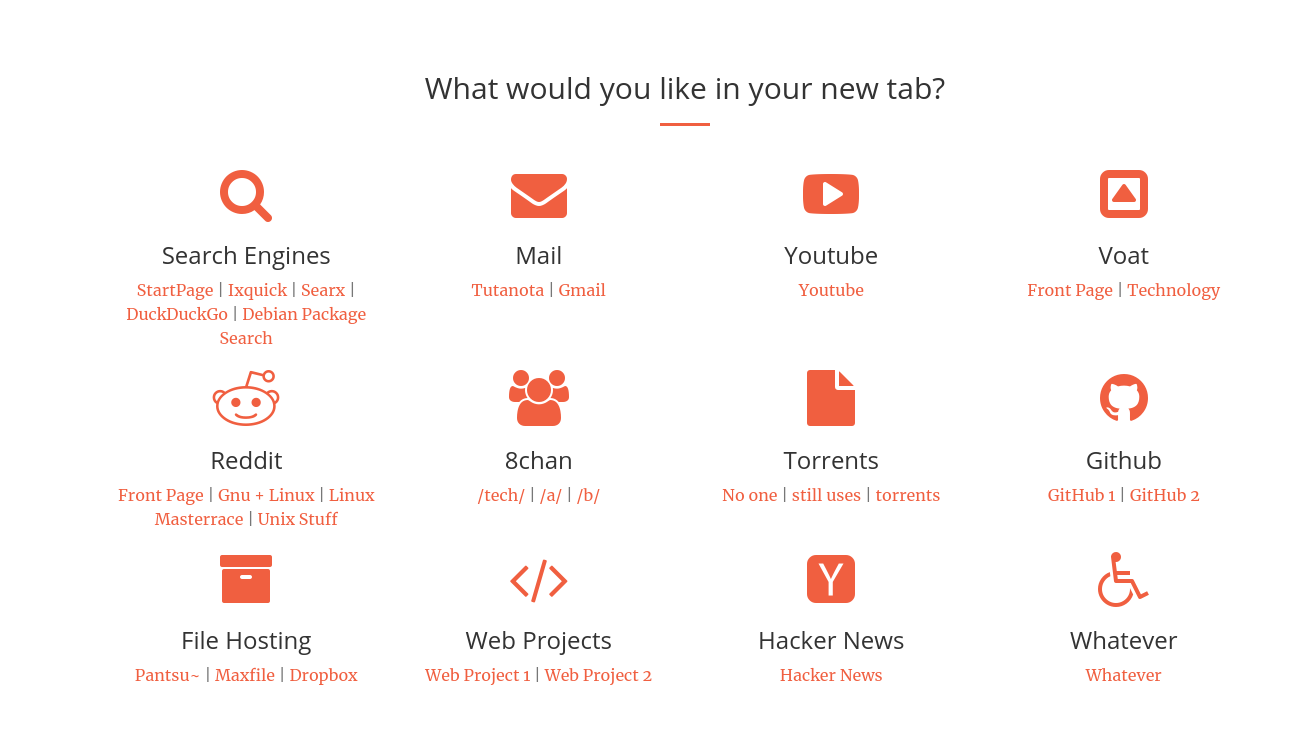 What would you like in your new tab?
Search Engines
StartPage | Ixquick | Searx |
DuckDuckGo | Debian Package
Search
Mail
Tutanota | Gmail
Youtube
Youtube
Voat
Front Page | Technology
Reddit
Front Page | Gnu + Linux | Linux
Masterrace | Unix Stuff
8chan
/tech/ | /a/ | /b/
Torrents
No one | still uses | torrents
Github
GitHub 1 | GitHub 2
File Hosting
Pantsu~ | Maxfile | Dropbox
Web Projects
Web Project 1 | Web Project 2
Y
Hacker News
Hacker News
Whatever
Whatever